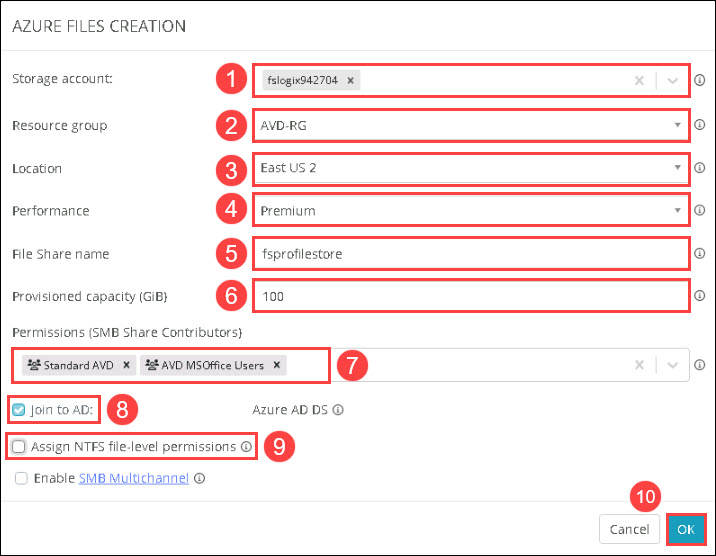 AZURE FILES CREATION
Storage account: 1 fslogix942704 ×
Resource group 2 AVD-RG
Location 3 East US 2
Performance 4 Premium
File Share name 5 fsprofilestore
Provisioned capacity (GiB} 6 100
Permissions (SMB Share Contributors}
Standard AVD × AVD MSOffice Users × 7
Join to AD: 8 Azure AD DS
Assign NTFS file-level permissions 9
Enable SMB Multichannel
10
Cancel OK